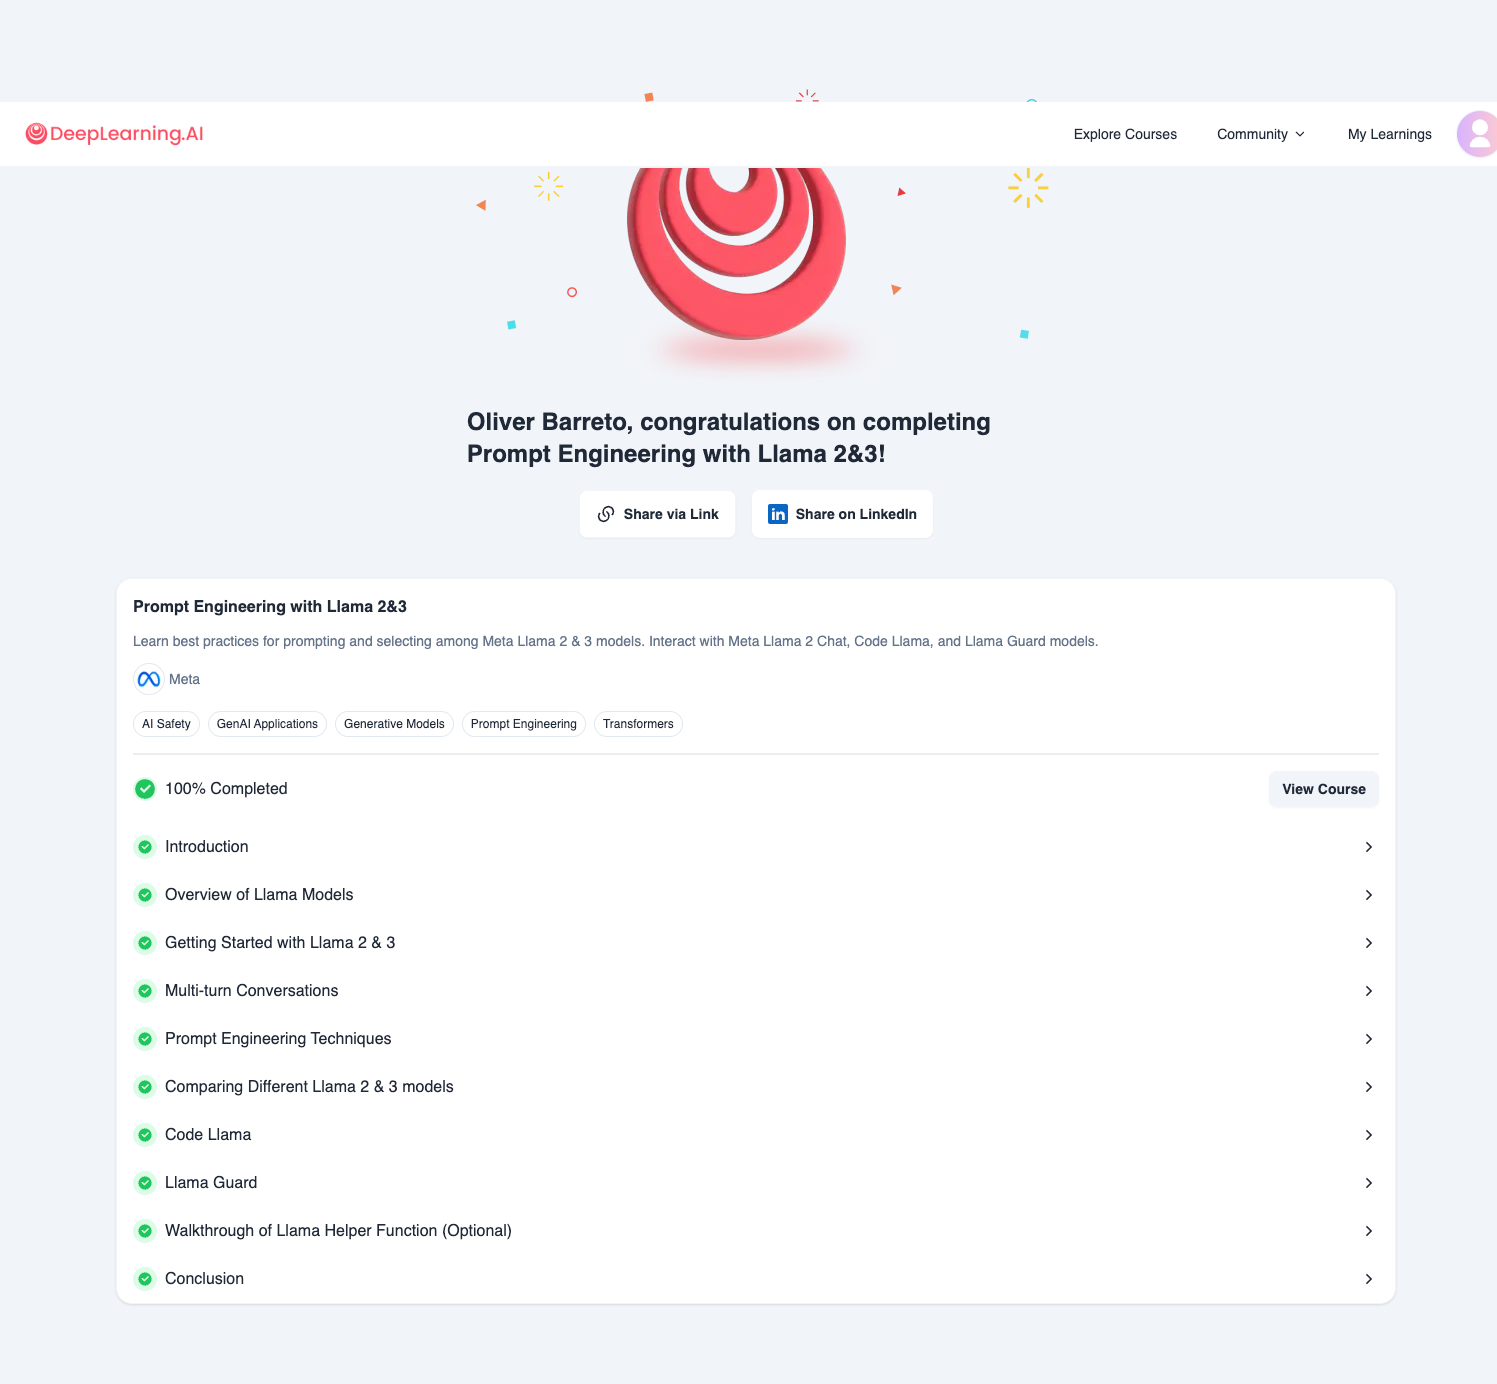 DeepLearning.AI
Explore Courses
Community
My Learnings
Oliver Barreto, congratulations on completing
Prompt Engineering with Llama 2&3!
Share via Link
Share on LinkedIn
Prompt Engineering with Llama 2&3
Learn best practices for prompting and selecting among Meta Llama 2 & 3 models. Interact with Meta Llama 2 Chat, Code Llama, and Llama Guard models.
Meta
AI Safety
GenAI Applications
Generative Models
Prompt Engineering
Transformers
100% Completed
View Course
Introduction
Overview of Llama Models
Getting Started with Llama 2 & 3
Multi-turn Conversations
Prompt Engineering Techniques
Comparing Different Llama 2 & 3 models
Code Llama
Llama Guard
Walkthrough of Llama Helper Function (Optional)
Conclusion